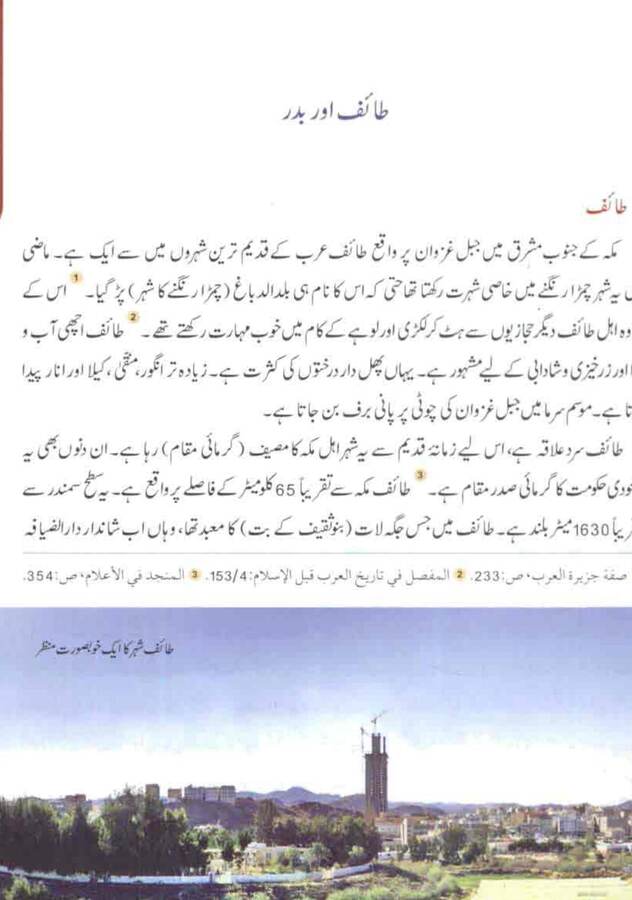 طائف اور بدر
طائف
مکہ کے جنوب مشرق میں جبل غزوان پر واقع طائف عرب کے قدیم ترین شہروں میں سے ایک ہے۔ ماضی
یہ شہر چمڑا رنگنے میں خاصی شہرت رکھتا تھا حتی کہ اس کا نام ہی بلد الدباغ (چمڑا رنگنے کا شہر) پڑ گیا۔ 1 اس کے
وہ اہل طائف دیگر حجازیوں سے ہٹ کر لکڑی اور لوہے کے کام میں خوب مہارت رکھتے تھے۔ 2 طائف اچھی آب و
اور زرخیزی و شادابی کے لیے مشہور ہے۔ یہاں پھل دار درختوں کی کثرت ہے۔ زیادہ تر انگور، منقّیٰ، کیلا اور انار پیدا
تا ہے۔ موسم سرما میں جبل غزوان کی چوٹی پر پانی برف بن جاتا ہے۔
طائف سرد علاقہ ہے، اس لیے زمانۂ قدیم سے یہ شہر اہل مکہ کا مصیف (گرمائی مقام) رہا ہے۔ ان دنوں بھی یہ
عودی حکومت کا گرمائی صدر مقام ہے۔ 3 طائف مکہ سے تقریباً 65 کلومیٹر کے فاصلے پر واقع ہے۔ یہ سطح سمندر سے
ریباً 1630 میٹر بلند ہے۔ طائف میں جس جگہ لات (بنو ثقیف کے بت) کا معبد تھا، وہاں اب شاندار دار الضیافہ
صفة جزيرة العرب، ص:233. 2 المفصل في تاريخ العرب قبل الإسلام:153/4. 3 المنجد في الأعلام، ص:354.
طائف شہر کا ایک خوبصورت منظر